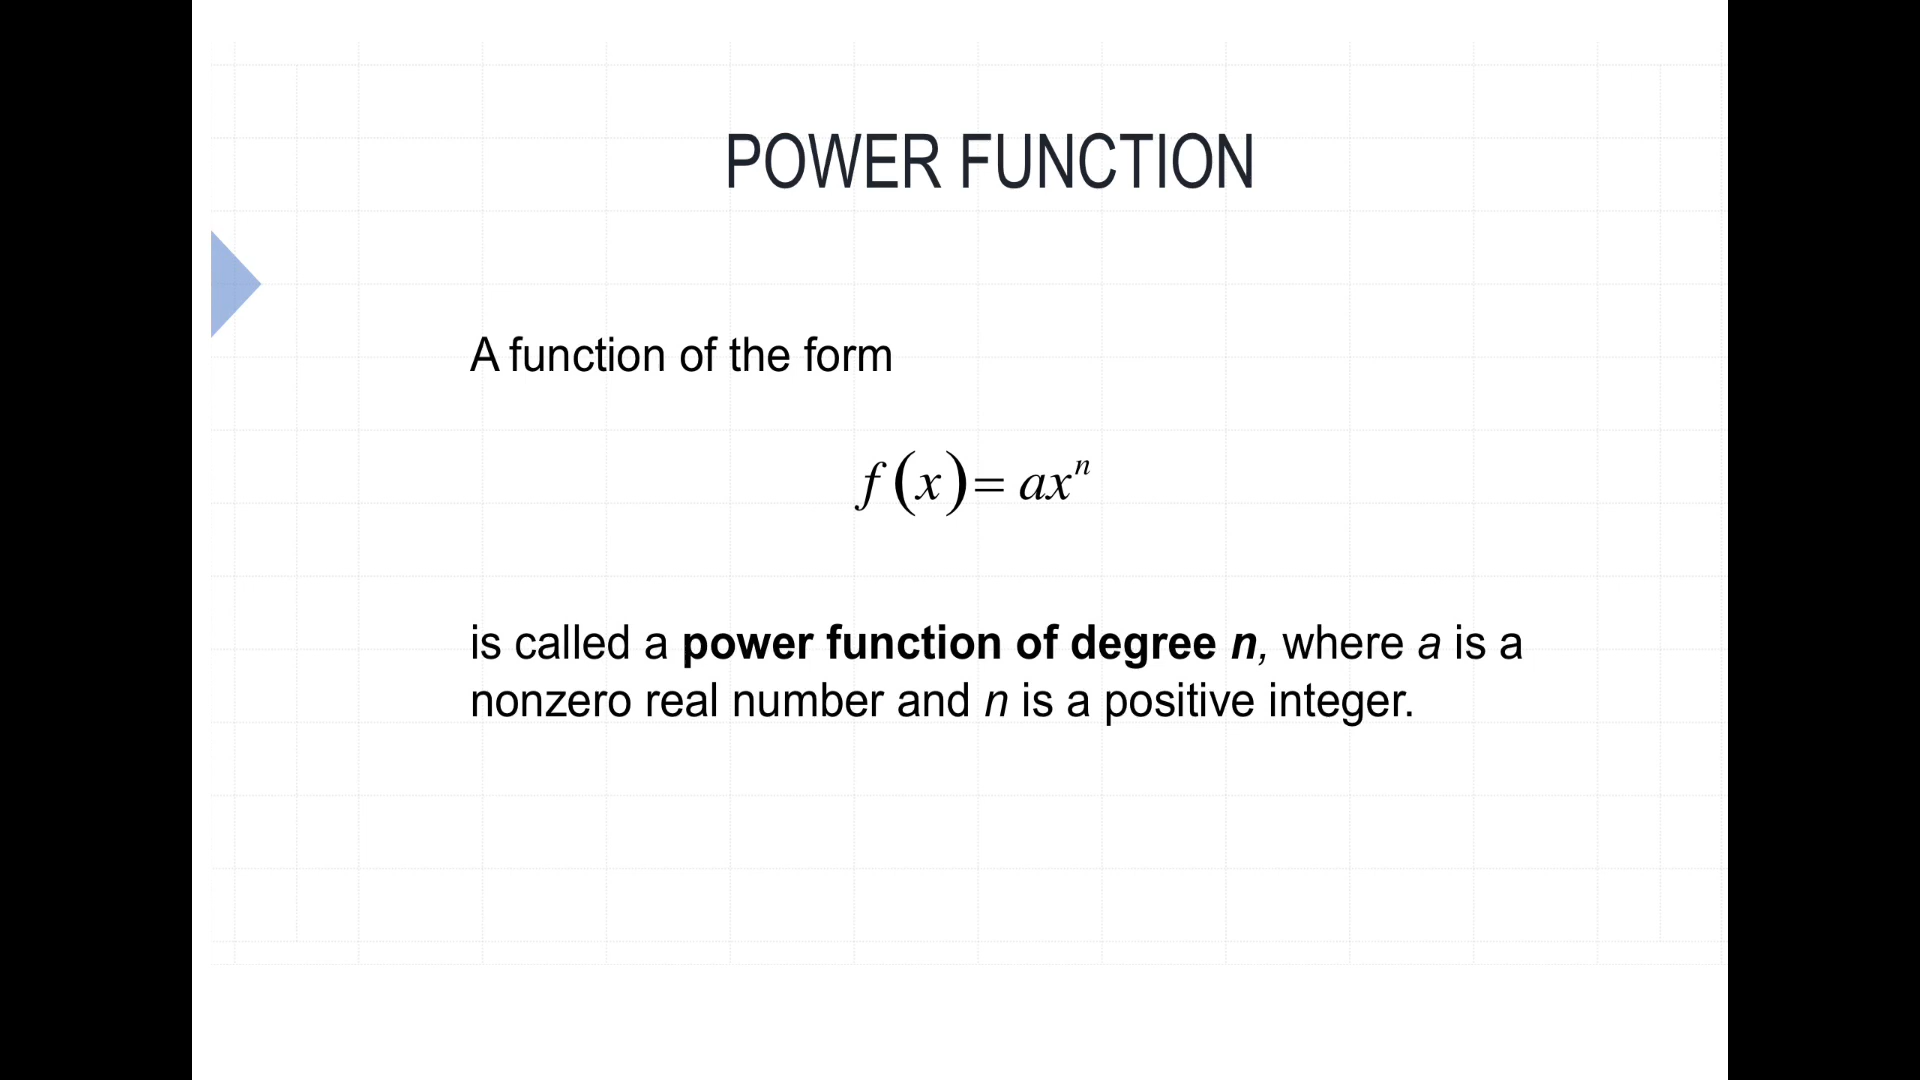 POWER FUNCTION
A function of the form
f(x)= axⁿ
is called a power function of degree n, where a is a
nonzero real number and n is a positive integer.